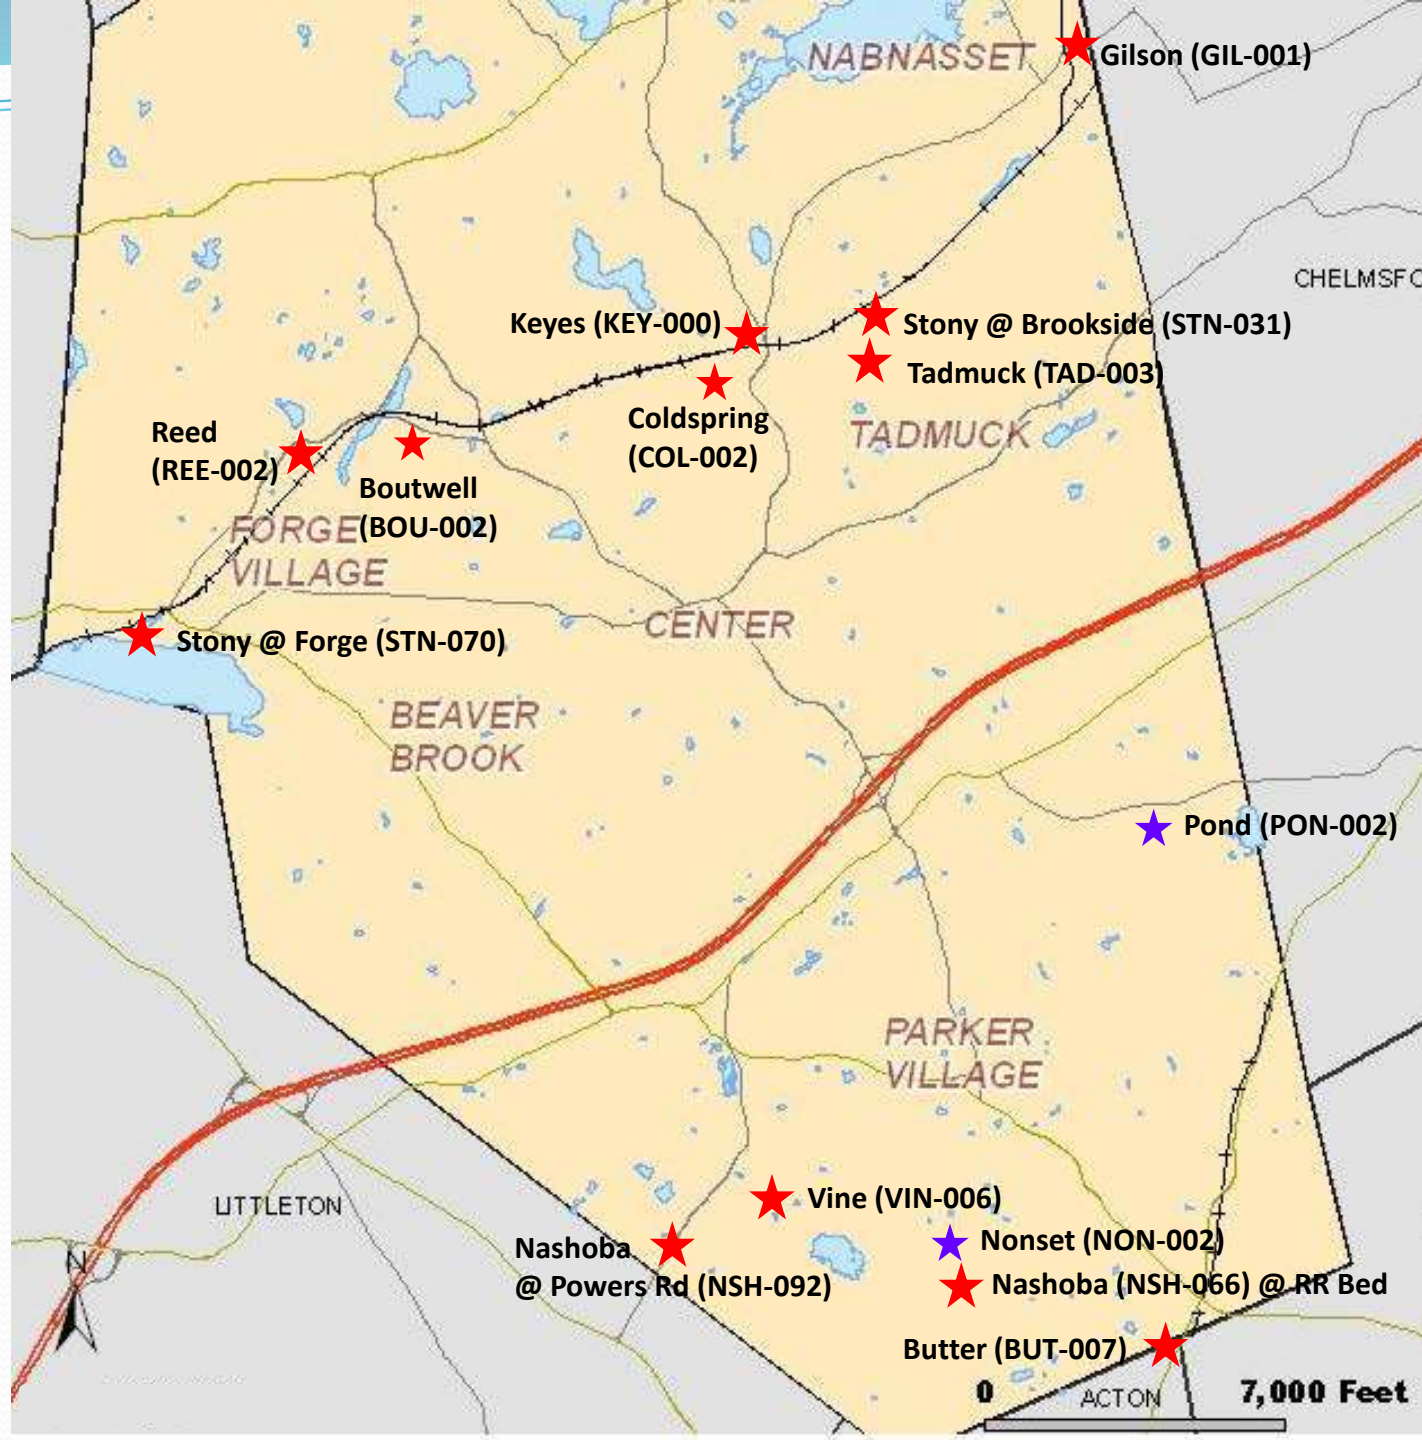 NABNASSET
Gilson (GIL-001)
CHELMSFO
Keyes (KEY-000)
Stony @ Brookside (STN-031)
Tadmuck (TAD-003)
Coldspring
(COL-002)
TADMUCK
Reed
(REE-002)
Boutwell
(BOU-002)
FORGE
VILLAGE
CENTER
Stony @ Forge (STN-070)
BEAVER
BROOK
Pond (PON-002)
PARKER
VILLAGE
LITTLETON
Vine (VIN-006)
Nashoba
@ Powers Rd (NSH-092)
Nonset (NON-002)
Nashoba (NSH-066) @ RR Bed
N
Butter (BUT-007)
0
ACTON
7,000 Feet